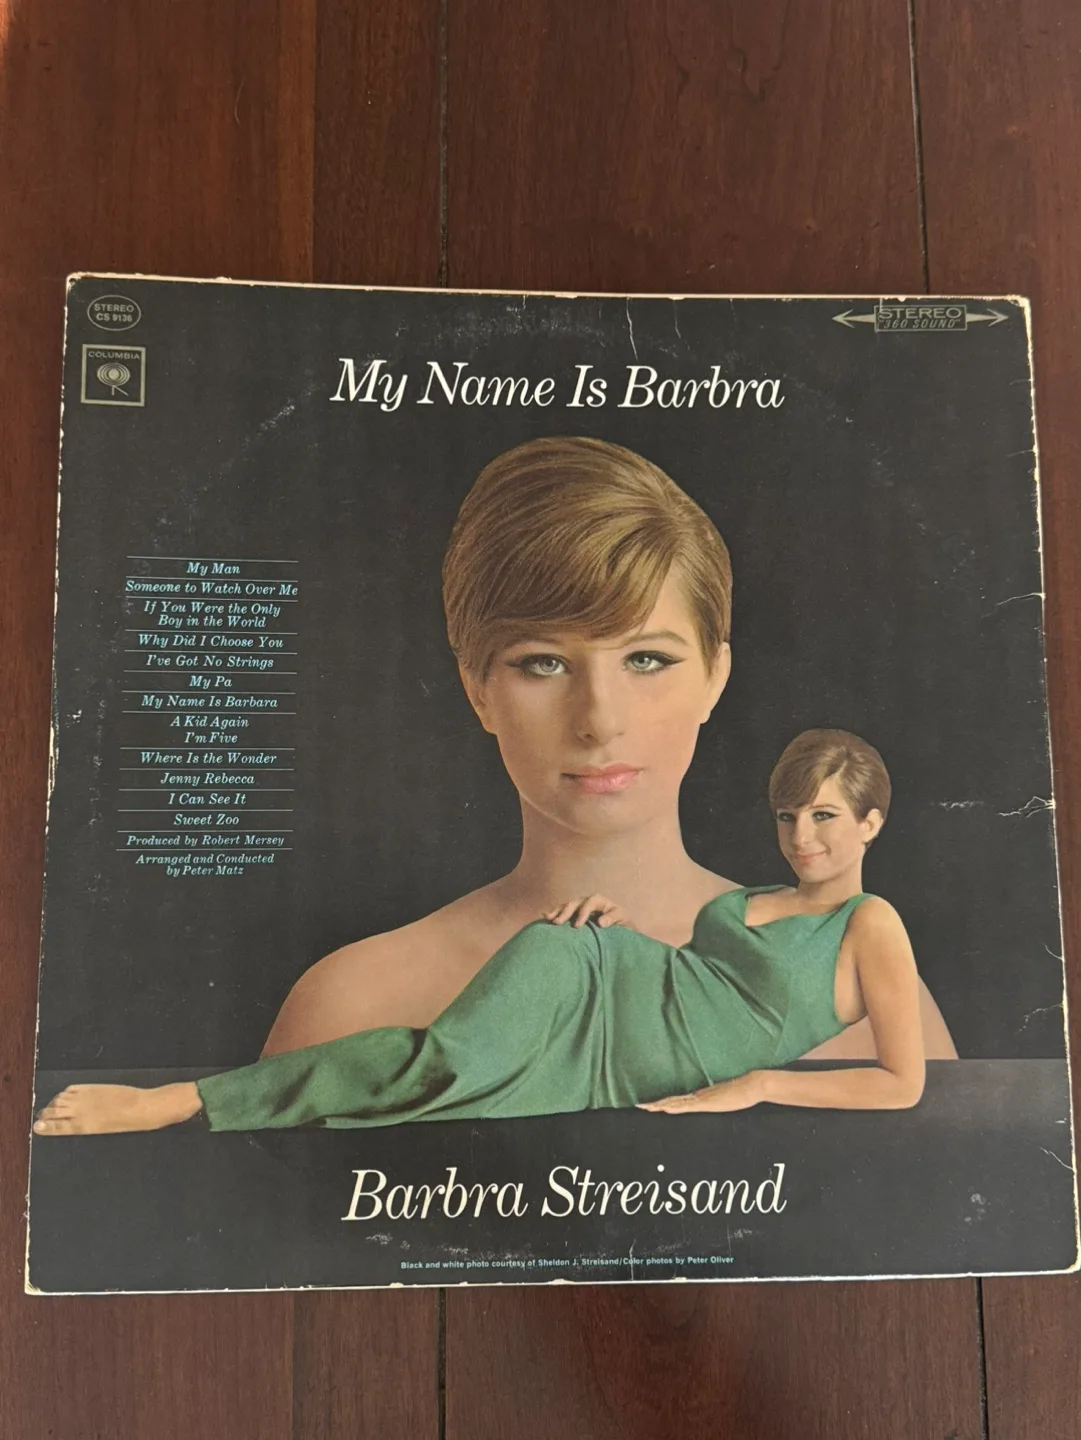 STEREO
CS 9136
COLUMBIA
STEREO
"360 SOUND"
My Name Is Barbra
My Man
Someone to Watch Over Me
If You Were the Only
Boy in the World
Why Did I Choose You
I've Got No Strings
My Pa
My Name Is Barbara
A Kid Again
I'm Five
Where Is the Wonder
Jenny Rebecca
I Can See It
Sweet Zoo
Produced by Robert Mersey
Arranged and Conducted
by Peter Matz
Barbra Streisand
Black and white photo courtesy of Sheldon J. Streisand/Color photos by Peter Oliver